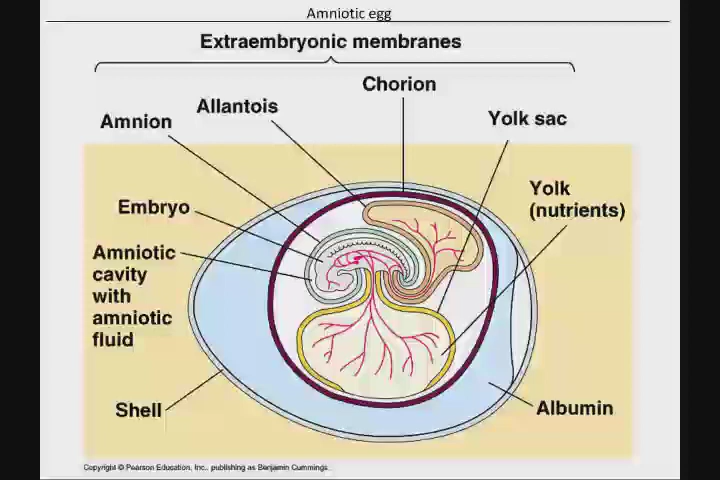 Amniotic egg
Extraembryonic membranes
Chorion
Allantois
Amnion
Yolk sac
Yolk
(nutrients)
Embryo
Amniotic
cavity
with
amniotic
fluid
Shell
Albumin
Copyright © Pearson Education, Inc., publishing as Benjamin Cummings.